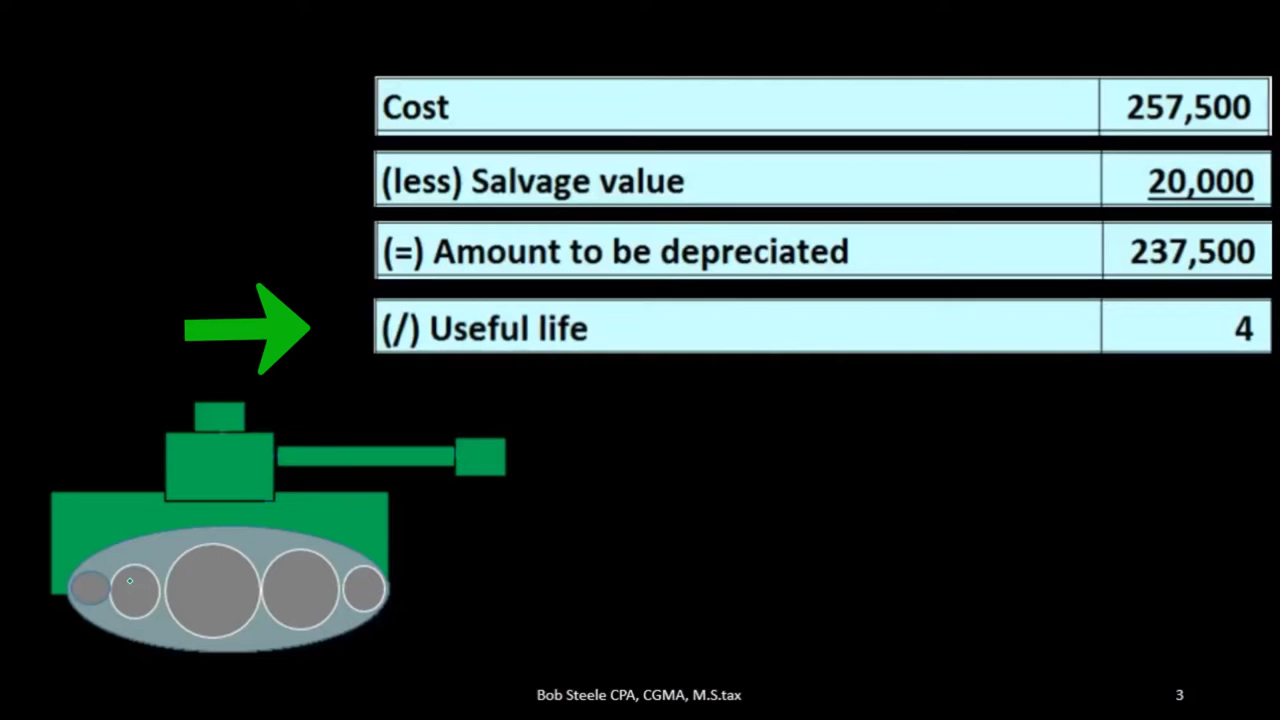 Cost 257,500
(less) Salvage value 20,000
(=) Amount to be depreciated 237,500
(/) Useful life 4
Bob Steele CPA, CGMA, M.S.tax 3